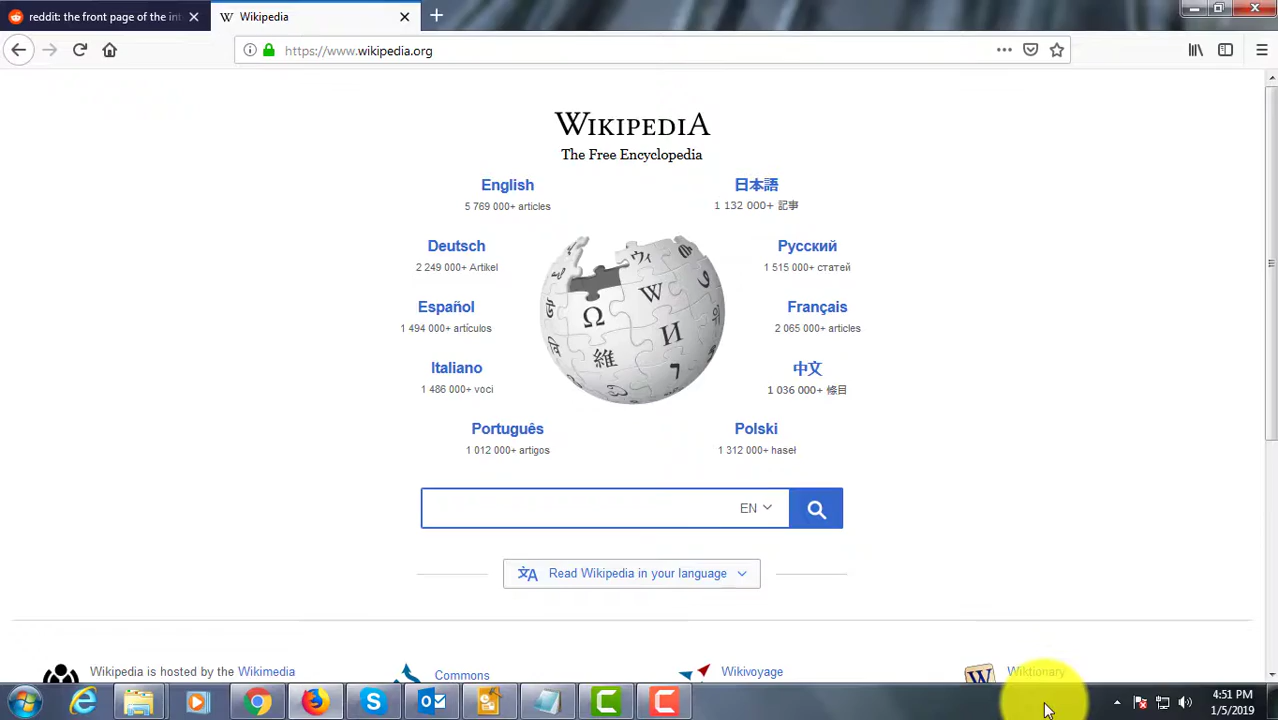 reddit: the front page of the int
Wikipedia
https://www.wikipedia.org
WIKIPEDIA
The Free Encyclopedia
English
5 769 000+ articles
日本語
1 132 000+ 記事
Deutsch
2 249 000+ Artikel
Русский
1 515 000+ статей
Español
1 494 000+ artículos
Français
2 065 000+ articles
Italiano
1 486 000+ voci
中文
1 036 000+ 條目
Português
1 012 000+ artigos
Polski
1 312 000+ haseł
Ω
W
И
維
ウィ
EN
Read Wikipedia in your language
Wikipedia is hosted by the Wikimedia
Commons
Wikivoyage
W
Wiktionary
4:51 PM
1/5/2019